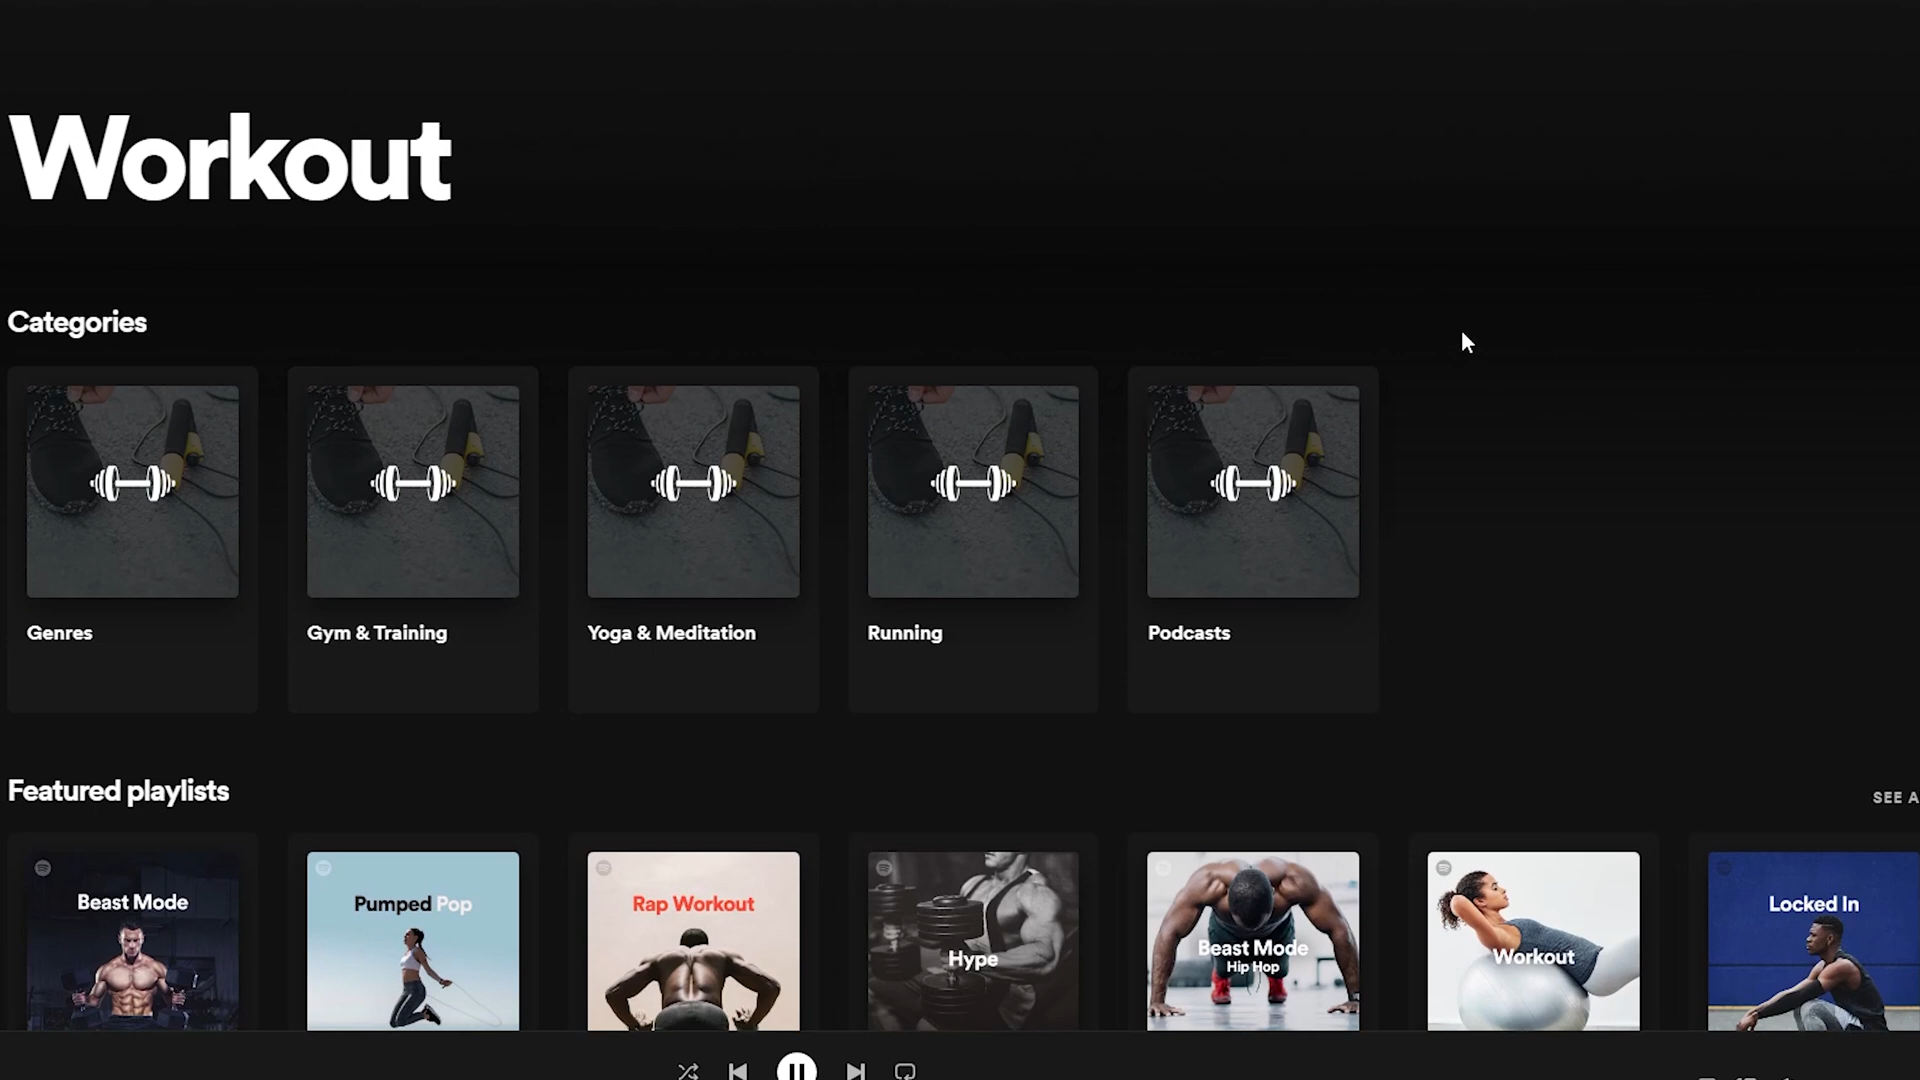 Workout
Categories
Genres
Gym & Training
Yoga & Meditation
Running
Podcasts
Featured playlists
SEE A
Beast Mode
Pumped Pop
Rap Workout
Hype
Beast Mode
Hip Hop
Workout
Locked In